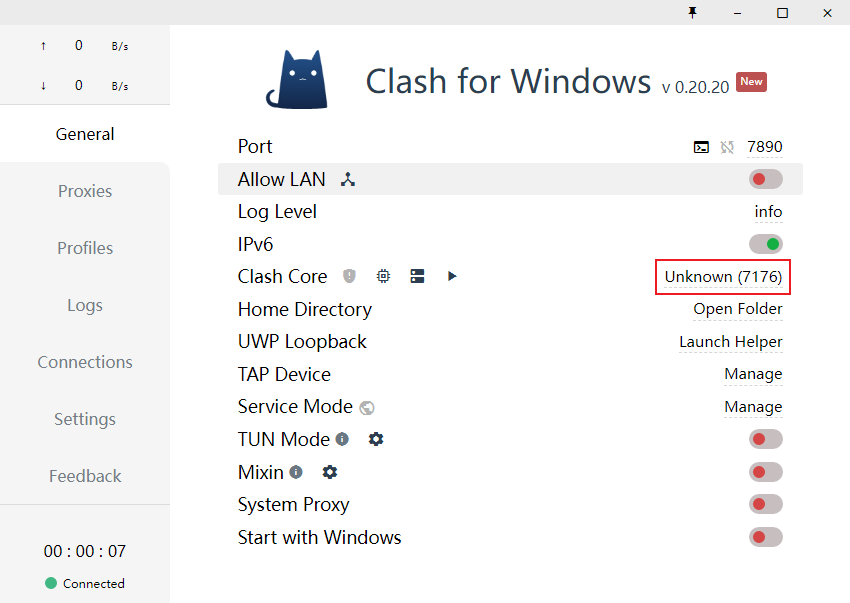 ↑ 0 B/s
↓ 0 B/s
General
Proxies
Profiles
Logs
Connections
Settings
Feedback
00 : 00 : 07
Connected
Clash for Windows v 0.20.20 New
Port 7890
Allow LAN
Log Level info
IPv6
Clash Core Unknown (7176)
Home Directory Open Folder
UWP Loopback Launch Helper
TAP Device Manage
Service Mode Manage
TUN Mode
Mixin
System Proxy
Start with Windows